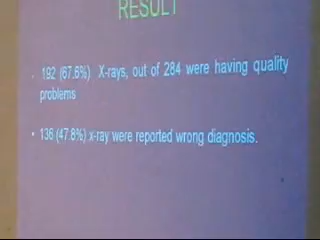 RESULT
• 192 (67.6%) X-rays, out of 284 were having quality
problems
• 136 (47.8%) x-ray were reported wrong diagnosis.